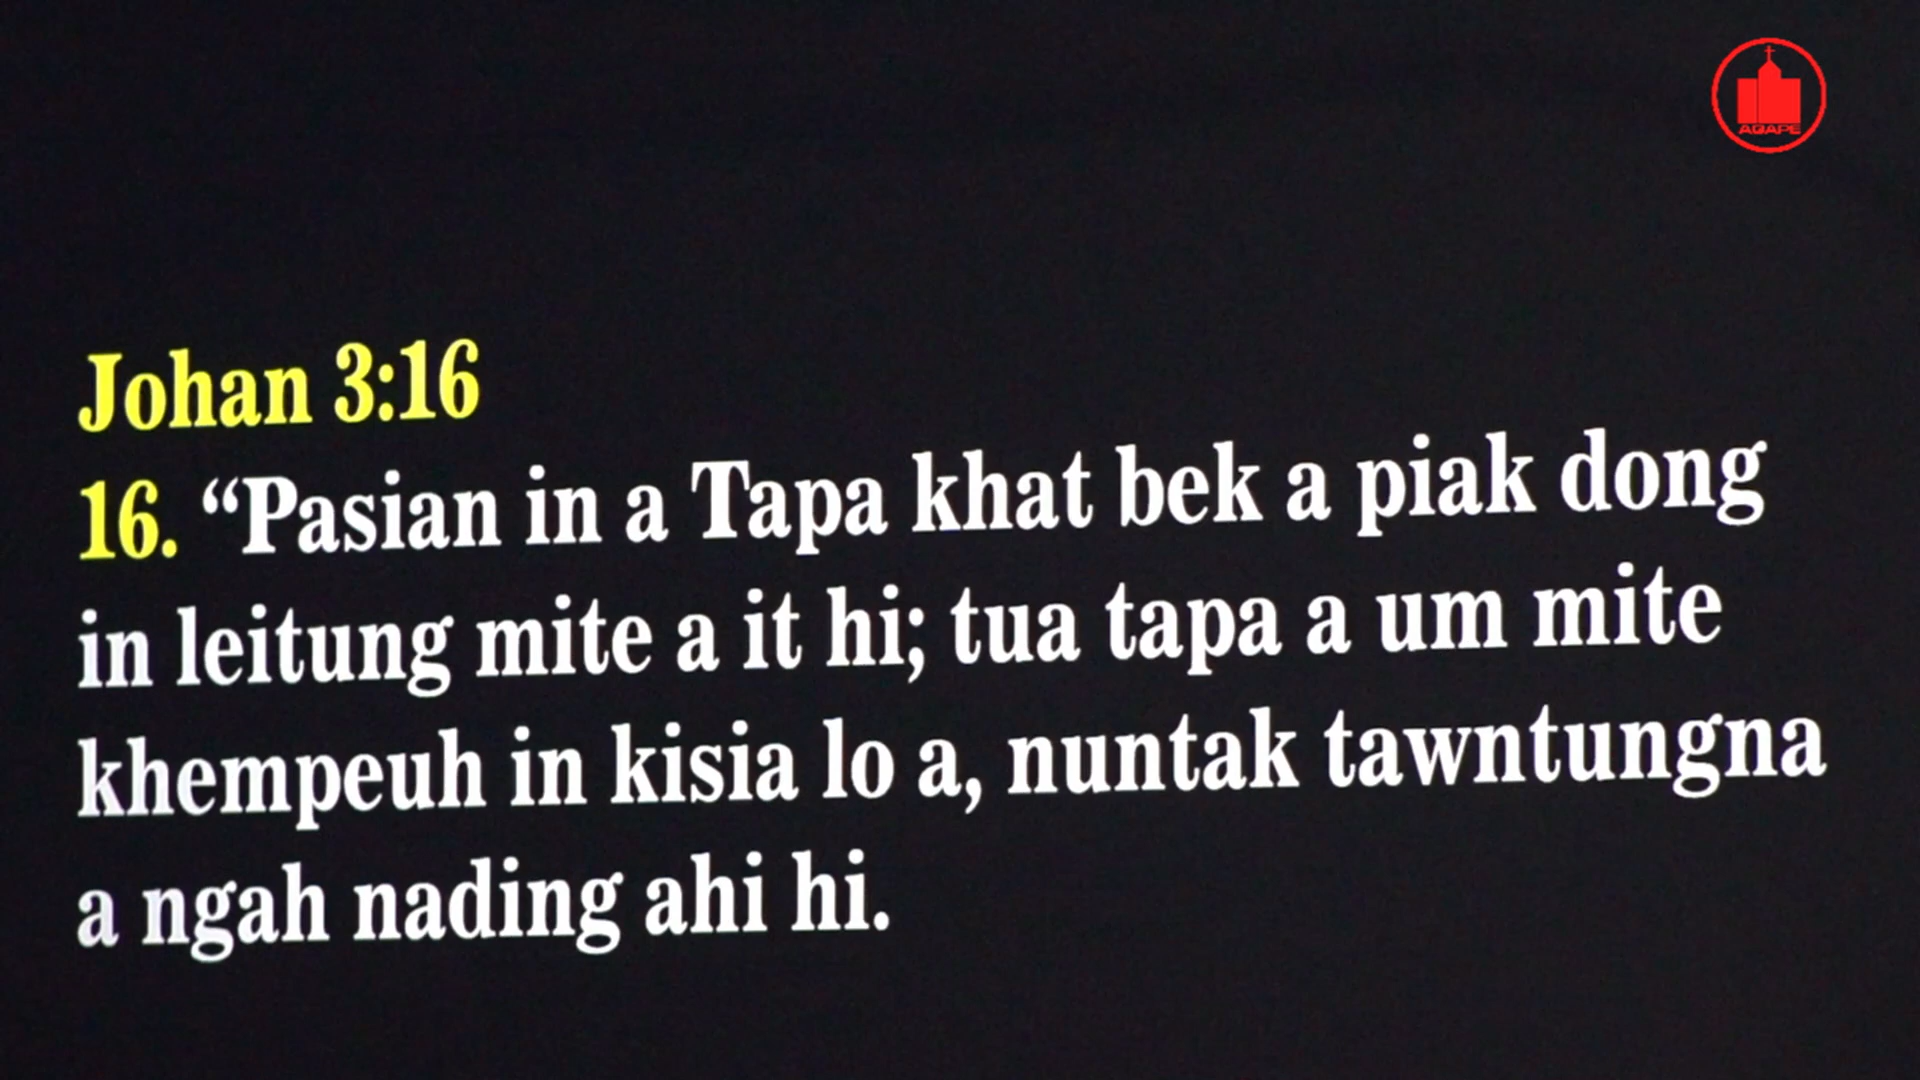 AGAPE
Johan 3:16
16. “Pasian in a Tapa khat bek a piak dong
in leitung mite a it hi; tua tapa a um mite
khempeuh in kisia lo a, nuntak tawntungna
a ngah nading ahi hi.